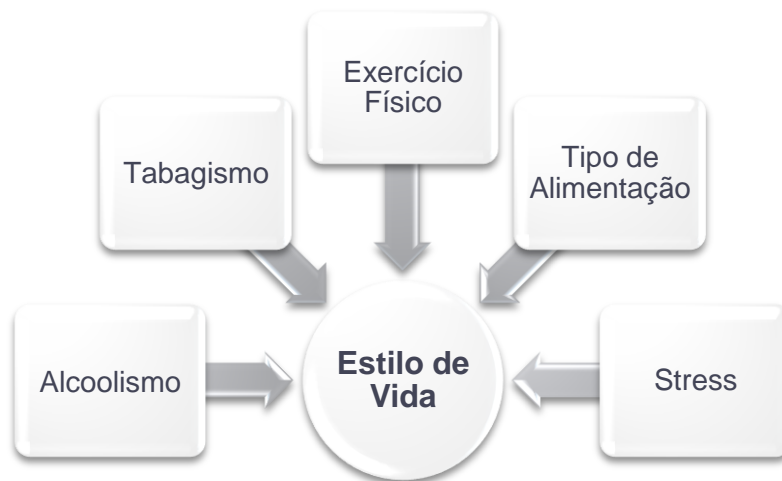 Exercício
Físico
Tabagismo
Tipo de
Alimentação
Alcoolismo
Estilo de
Vida
Stress